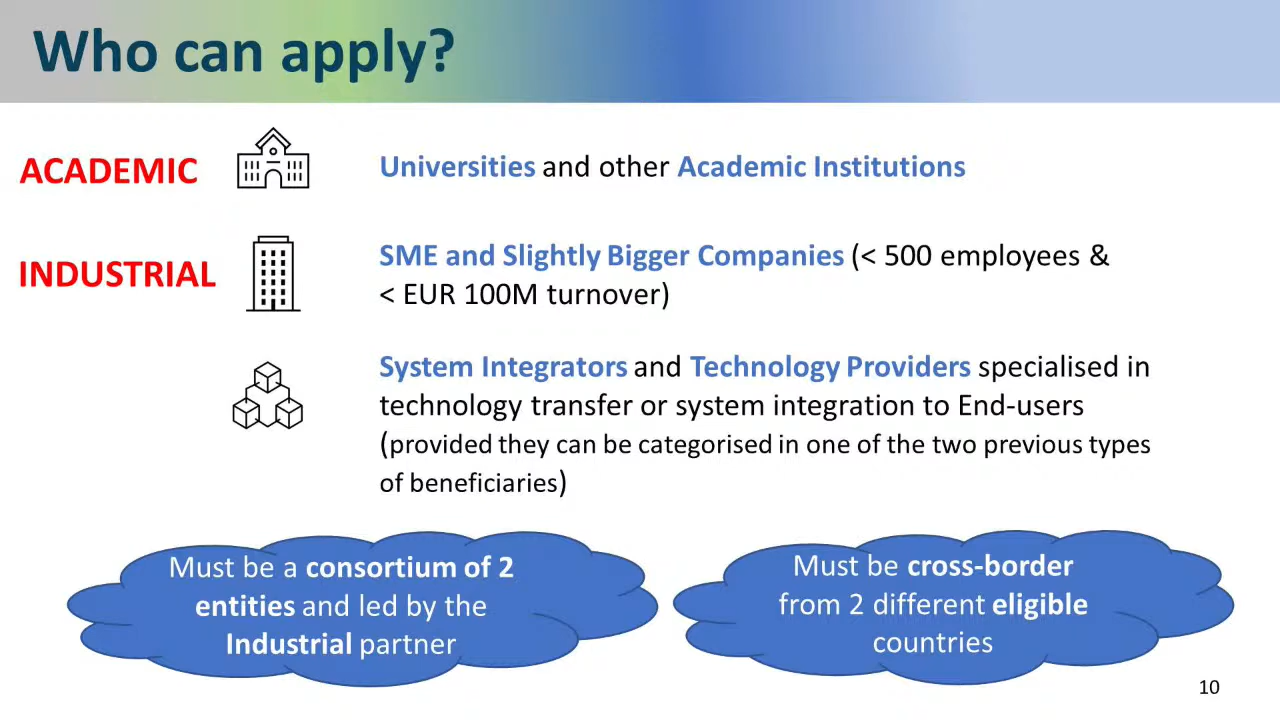 Who can apply?
ACADEMIC
Universities and other Academic Institutions
INDUSTRIAL
SME and Slightly Bigger Companies (< 500 employees &
< EUR 100M turnover)
System Integrators and Technology Providers specialised in
technology transfer or system integration to End-users
(provided they can be categorised in one of the two previous types
of beneficiaries)
Must be a consortium of 2
entities and led by the
Industrial partner
Must be cross-border
from 2 different eligible
countries
10